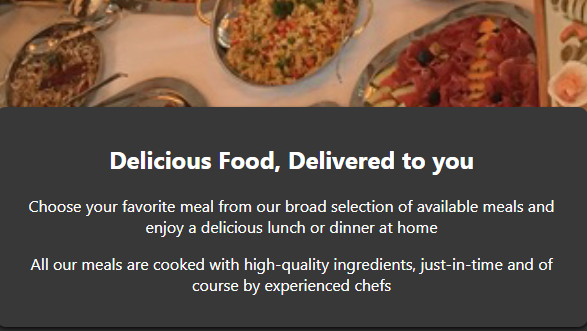 Delicious Food, Delivered to you
Choose your favorite meal from our broad selection of available meals and
enjoy a delicious lunch or dinner at home
All our meals are cooked with high-quality ingredients, just-in-time and of
course by experienced chefs